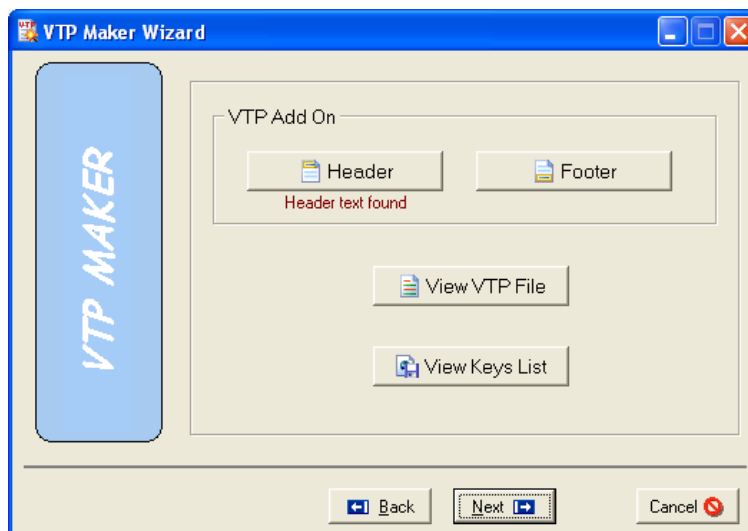 VTP Maker Wizard
VTP MAKER
VTP Add On
Header
Footer
Header text found
View VTP File
View Keys List
Back
Next
Cancel